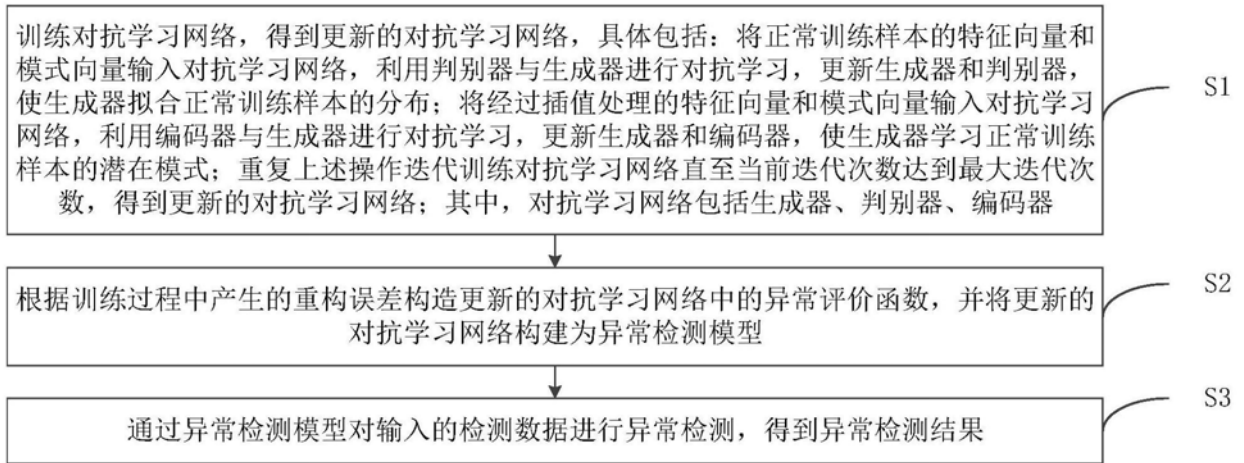 训练对抗学习网络，得到更新的对抗学习网络，具体包括：将正常训练样本的特征向量和
模式向量输入对抗学习网络，利用判别器与生成器进行对抗学习，更新生成器和判别器，
使生成器拟合正常训练样本的分布；将经过插值处理的特征向量和模式向量输入对抗学习
网络，利用编码器与生成器进行对抗学习，更新生成器和编码器，使生成器学习正常训练
样本的潜在模式；重复上述操作迭代训练对抗学习网络直至当前迭代次数达到最大迭代次
数，得到更新的对抗学习网络；其中，对抗学习网络包括生成器、判别器、编码器
S1
根据训练过程中产生的重构误差构造更新的对抗学习网络中的异常评价函数，并将更新的
对抗学习网络构建为异常检测模型
S2
通过异常检测模型对输入的检测数据进行异常检测，得到异常检测结果
S3